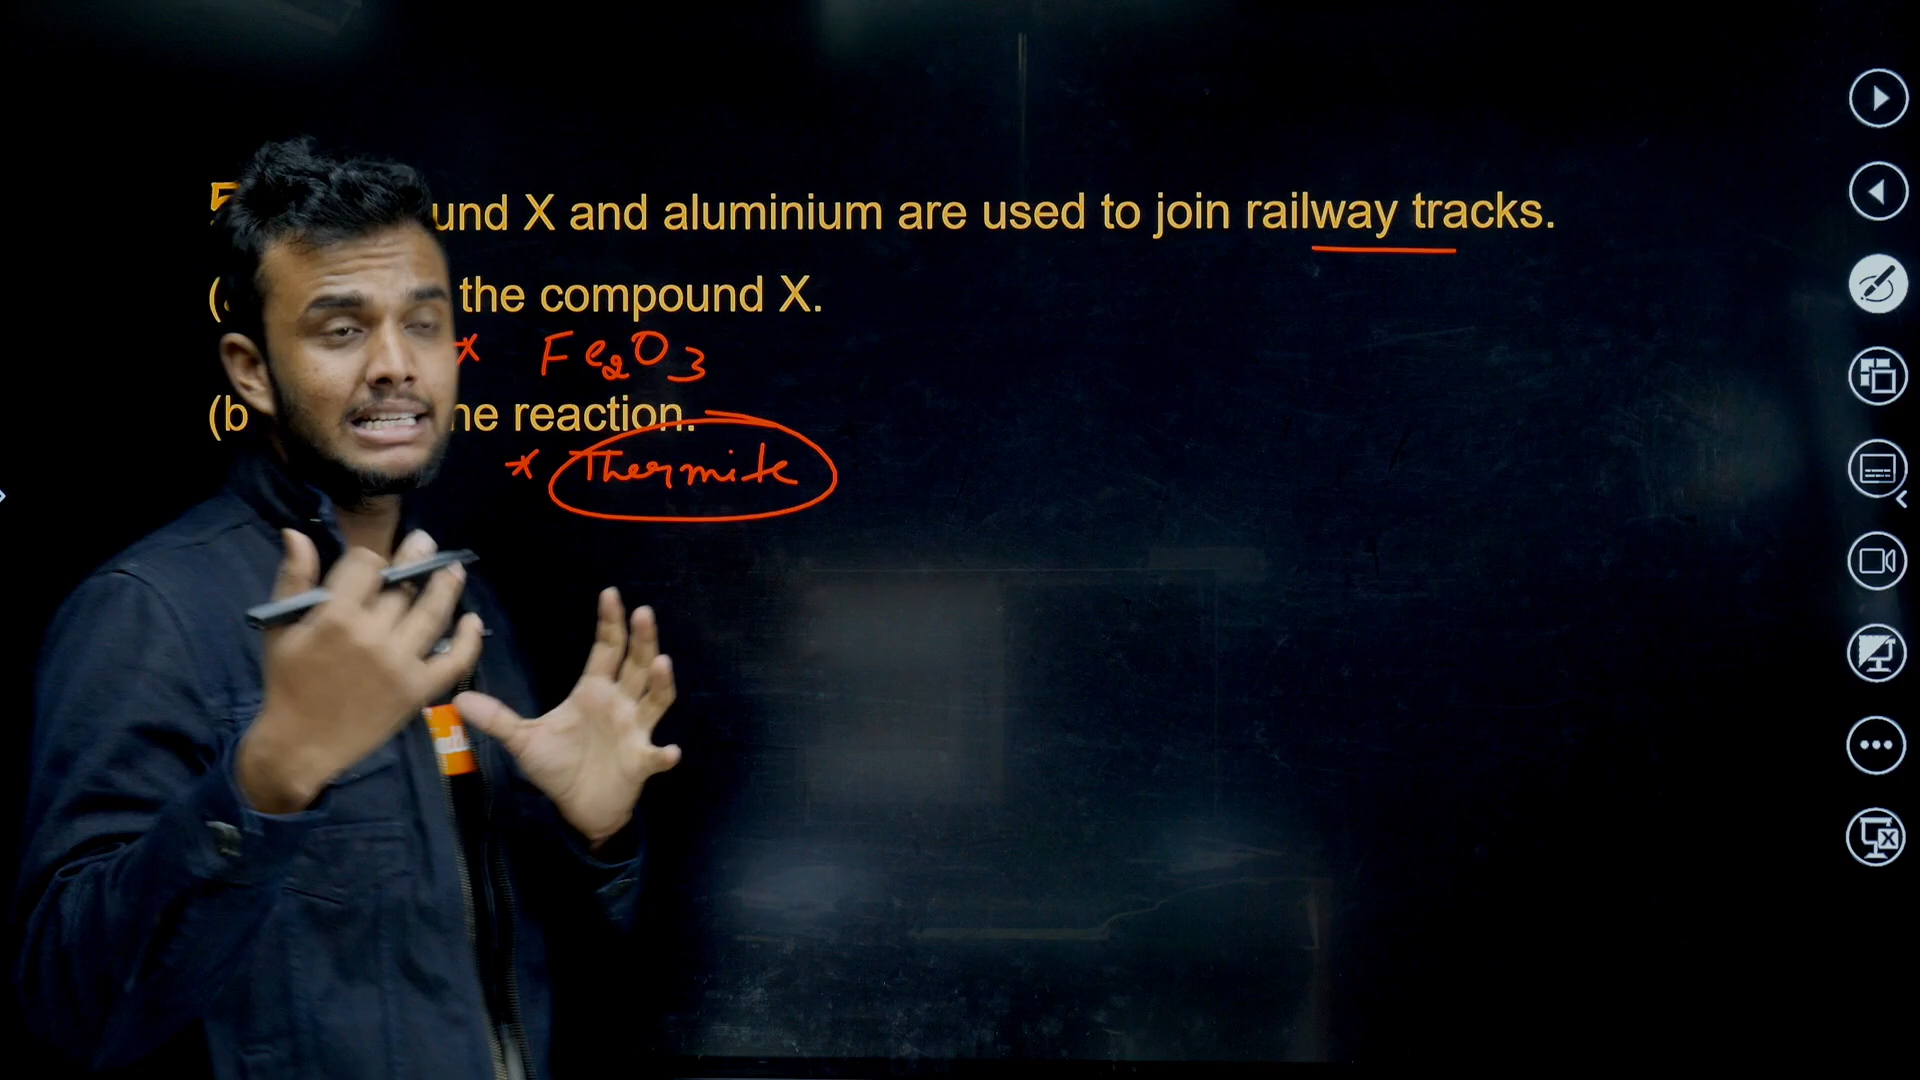 und X and aluminium are used to join railway tracks.
the compound X.
x Fe2O3
(b he reaction.
x Thermite